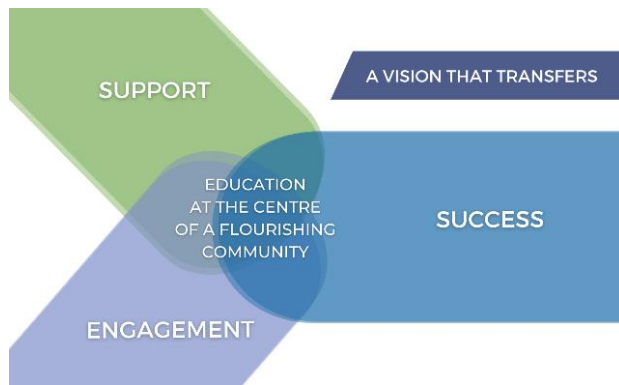 SUPPORT
A VISION THAT TRANSFERS
EDUCATION
AT THE CENTRE
OF A FLOURISHING
COMMUNITY
SUCCESS
ENGAGEMENT